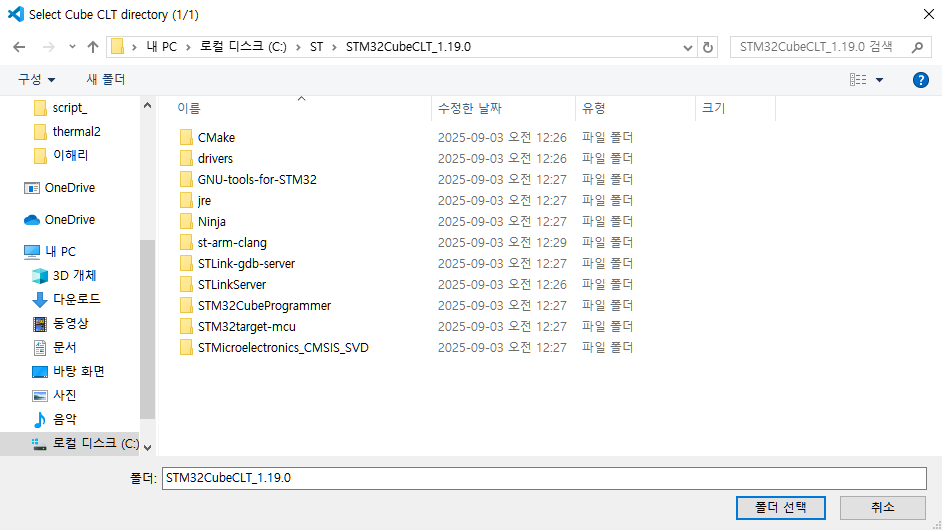 Select Cube CLT directory (1/1)
내 PC > 로컬 디스크 (C:) > ST > STM32CubeCLT_1.19.0
STM32CubeCLT_1.19.0 검색
구성
새 폴더
script_
thermal2
이해리
OneDrive
OneDrive
내 PC
3D 개체
다운로드
동영상
문서
바탕 화면
사진
음악
로컬 디스크 (C:)
이름 수정한 날짜 유형 크기
CMake 2025-09-03 오전 12:26 파일 폴더
drivers 2025-09-03 오전 12:26 파일 폴더
GNU-tools-for-STM32 2025-09-03 오전 12:27 파일 폴더
jre 2025-09-03 오전 12:27 파일 폴더
Ninja 2025-09-03 오전 12:27 파일 폴더
st-arm-clang 2025-09-03 오전 12:29 파일 폴더
STLink-gdb-server 2025-09-03 오전 12:27 파일 폴더
STLinkServer 2025-09-03 오전 12:26 파일 폴더
STM32CubeProgrammer 2025-09-03 오전 12:27 파일 폴더
STM32target-mcu 2025-09-03 오전 12:27 파일 폴더
STMicroelectronics_CMSIS_SVD 2025-09-03 오전 12:27 파일 폴더
폴더: STM32CubeCLT_1.19.0
폴더 선택 취소